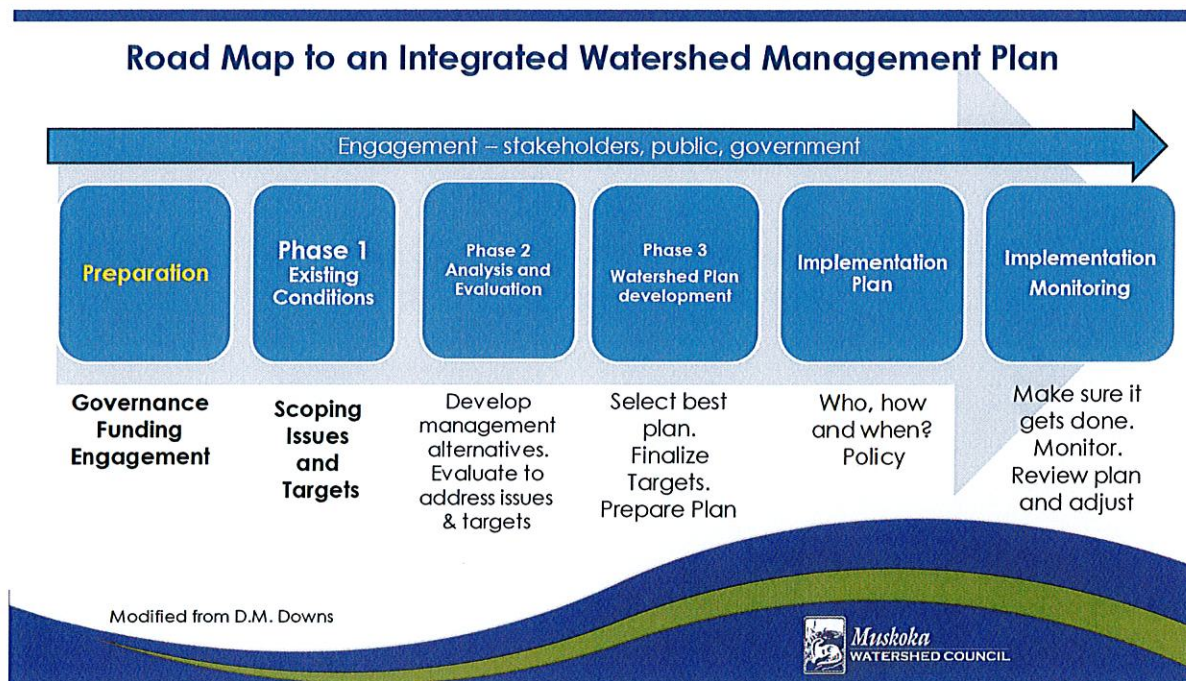 Road Map to an Integrated Watershed Management Plan
Engagement – stakeholders, public, government
Preparation
Phase 1
Existing
Conditions
Phase 2
Analysis and
Evaluation
Phase 3
Watershed Plan
development
Implementation
Plan
Implementation
Monitoring
Governance
Funding
Engagement
Scoping
Issues
and
Targets
Develop
management
alternatives.
Evaluate to
address issues
& targets
Select best
plan.
Finalize
Targets.
Prepare Plan
Who, how
and when?
Policy
Make sure it
gets done.
Monitor.
Review plan
and adjust
Modified from D.M. Downs
Muskoka
WATERSHED COUNCIL